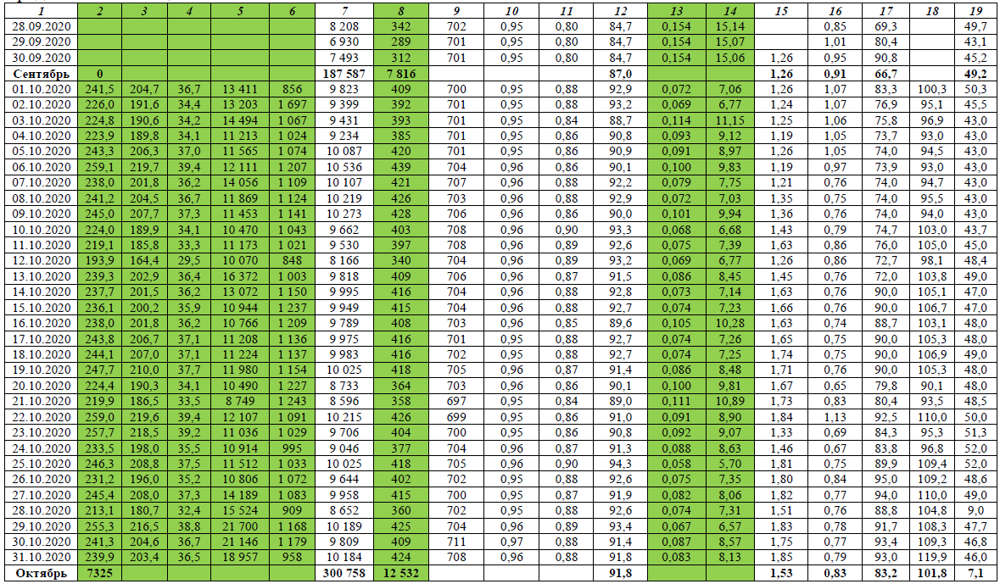 1 2 3 4 5 6 7 8 9 10 11 12 13 14 15 16 17 18 19
28.09.2020 8 208 342 702 0,95 0,80 84,7 0,154 15,14 0,85 69,3 49,7
29.09.2020 6 930 289 701 0,95 0,80 84,7 0,154 15,07 1,01 80,4 43,1
30.09.2020 7 493 312 701 0,95 0,80 84,7 0,154 15,06 1,26 0,95 90,8 45,2
Сентябрь 0 187 587 7 816 87,0 1,26 0,91 66,7 49,2
01.10.2020 241,5 204,7 36,7 13 411 856 9 823 409 700 0,95 0,88 92,9 0,072 7,06 1,26 1,07 83,3 100,3 50,3
02.10.2020 226,0 191,6 34,4 13 203 1 697 9 399 392 701 0,95 0,88 93,2 0,069 6,77 1,24 1,07 76,9 95,1 45,5
03.10.2020 224,8 190,6 34,2 14 494 1 067 9 431 393 701 0,95 0,84 88,7 0,114 11,15 1,25 1,06 75,8 96,9 43,0
04.10.2020 223,9 189,8 34,1 11 213 1 024 9 234 385 701 0,95 0,86 90,8 0,093 9,12 1,19 1,05 73,7 93,0 43,0
05.10.2020 243,3 206,3 37,0 11 565 1 074 10 087 420 701 0,95 0,86 90,9 0,091 8,97 1,26 1,05 74,0 94,5 43,0
06.10.2020 259,1 219,7 39,4 12 111 1 207 10 536 439 704 0,96 0,86 90,1 0,100 9,83 1,19 0,97 73,9 93,0 43,0
07.10.2020 238,0 201,8 36,2 14 056 1 109 10 107 421 707 0,96 0,88 92,2 0,079 7,75 1,21 0,76 74,0 94,7 43,0
08.10.2020 241,2 204,5 36,7 11 869 1 124 10 219 426 703 0,96 0,88 92,9 0,072 7,03 1,35 0,75 74,0 95,5 43,0
09.10.2020 245,0 207,7 37,3 11 453 1 141 10 273 428 706 0,96 0,86 90,0 0,101 9,94 1,36 0,76 74,0 94,0 43,0
10.10.2020 224,0 189,9 34,1 10 470 1 043 9 662 403 708 0,96 0,90 93,3 0,068 6,68 1,43 0,79 74,7 103,0 43,7
11.10.2020 219,1 185,8 33,3 11 173 1 021 9 530 397 708 0,96 0,89 92,6 0,075 7,39 1,63 0,86 76,0 105,0 45,0
12.10.2020 193,9 164,4 29,5 10 070 848 8 166 340 704 0,96 0,89 93,2 0,069 6,77 1,26 0,86 72,7 98,1 48,4
13.10.2020 239,3 202,9 36,4 16 372 1 003 9 818 409 706 0,96 0,87 91,5 0,086 8,45 1,45 0,76 72,0 103,8 49,0
14.10.2020 237,7 201,5 36,2 13 072 1 150 9 995 416 704 0,96 0,88 92,8 0,073 7,14 1,63 0,76 90,0 105,1 47,0
15.10.2020 236,1 200,2 35,9 10 944 1 237 9 949 415 704 0,96 0,88 92,7 0,074 7,23 1,66 0,76 90,0 106,7 47,0
16.10.2020 238,0 201,8 36,2 10 766 1 209 9 789 408 703 0,96 0,85 89,6 0,105 10,28 1,63 0,74 88,7 103,1 48,0
17.10.2020 243,8 206,7 37,1 11 208 1 136 9 975 416 701 0,95 0,88 92,7 0,074 7,26 1,65 0,75 90,0 105,3 48,0
18.10.2020 244,1 207,0 37,1 11 224 1 137 9 983 416 702 0,95 0,88 92,7 0,074 7,25 1,74 0,75 90,0 106,9 49,0
19.10.2020 247,7 210,0 37,7 11 980 1 154 10 025 418 705 0,96 0,87 91,4 0,086 8,48 1,71 0,76 90,0 105,3 48,0
20.10.2020 224,4 190,3 34,1 10 490 1 227 8 733 364 703 0,96 0,86 90,1 0,100 9,81 1,67 0,65 79,8 90,1 48,0
21.10.2020 219,9 186,5 33,5 8 749 1 243 8 596 358 697 0,95 0,84 89,0 0,111 10,89 1,73 0,83 80,4 93,5 48,5
22.10.2020 259,0 219,6 39,4 12 107 1 091 10 215 426 699 0,95 0,86 91,0 0,091 8,90 1,84 1,13 92,5 110,0 50,0
23.10.2020 257,7 218,5 39,2 11 036 1 029 9 706 404 700 0,95 0,86 90,8 0,092 9,07 1,33 0,69 84,3 95,3 51,3
24.10.2020 233,5 198,0 35,5 10 914 995 9 046 377 704 0,96 0,87 91,3 0,088 8,63 1,46 0,67 83,8 96,8 52,0
25.10.2020 246,3 208,8 37,5 11 512 1 033 10 025 418 705 0,96 0,90 94,3 0,058 5,70 1,81 0,75 89,9 109,4 52,0
26.10.2020 231,2 196,0 35,2 10 806 1 072 9 644 402 702 0,95 0,88 92,6 0,075 7,35 1,80 0,84 95,0 109,2 48,6
27.10.2020 245,4 208,0 37,3 14 189 1 083 9 958 415 700 0,95 0,87 91,9 0,082 8,06 1,82 0,77 94,0 110,0 49,0
28.10.2020 213,1 180,7 32,4 15 524 909 8 652 360 702 0,95 0,88 92,6 0,074 7,31 1,51 0,76 88,8 104,8 9,0
29.10.2020 255,3 216,5 38,8 21 700 1 168 10 189 425 704 0,96 0,89 93,4 0,067 6,57 1,83 0,78 91,7 108,3 47,7
30.10.2020 241,3 204,6 36,7 21 146 1 179 9 809 409 711 0,97 0,88 91,4 0,087 8,57 1,75 0,77 93,4 109,3 46,8
31.10.2020 239,9 203,4 36,5 18 957 958 10 184 424 708 0,96 0,88 91,8 0,083 8,13 1,85 0,79 93,0 119,9 46,0
Октябрь 7325 300 758 12 532 91,8 1,53 0,83 83,2 101,8 7,1